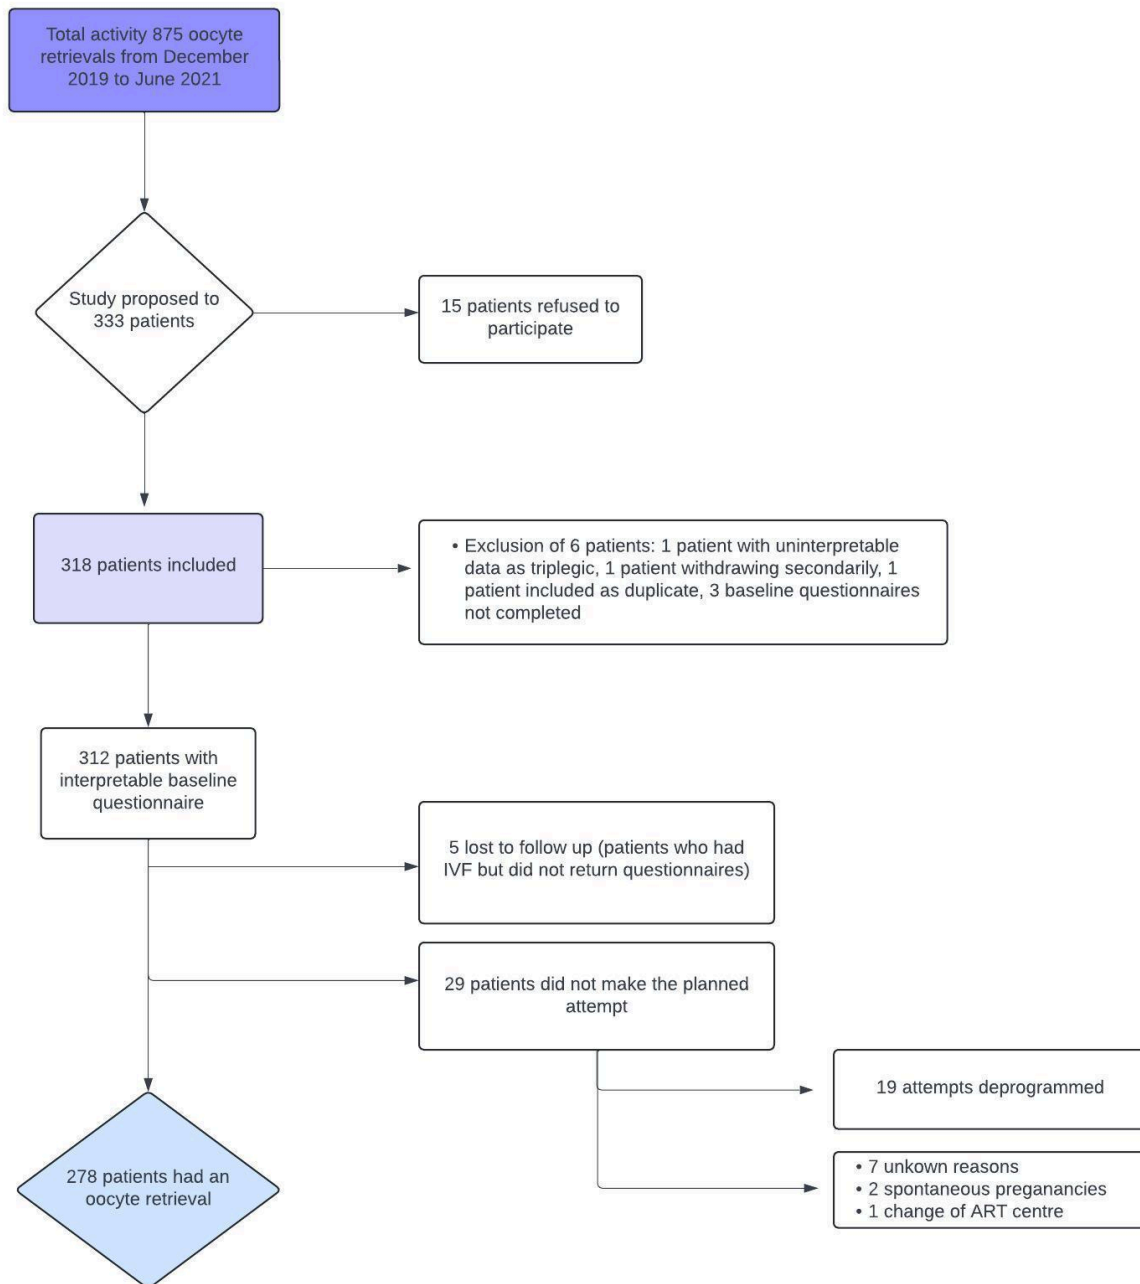 Total activity 875 oocyte
retrievals from December
2019 to June 2021
Study proposed to
333 patients
15 patients refused to
participate
318 patients included
• Exclusion of 6 patients: 1 patient with uninterpretable
data as triplegic, 1 patient withdrawing secondarily, 1
patient included as duplicate, 3 baseline questionnaires
not completed
312 patients with
interpretable baseline
questionnaire
5 lost to follow up (patients who had
IVF but did not return questionnaires)
29 patients did not make the planned
attempt
19 attempts deprogrammed
278 patients had an
oocyte retrieval
• 7 unkown reasons
• 2 spontaneous preganancies
• 1 change of ART centre